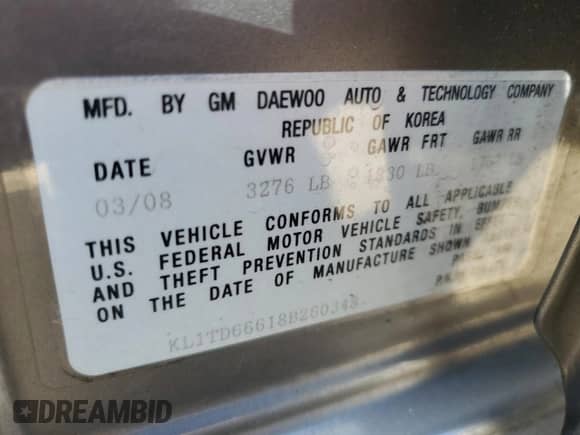 MFD. BY GM DAEWOO AUTO & TECHNOLOGY COMPANY
REPUBLIC OF KOREA
DATE GVWR GAWR FRT GAWR RR
03/08 3276 LB LB
THIS VEHICLE CONFORMS TO ALL APPLICABLE
U.S. FEDERAL MOTOR VEHICLE SAFETY,
AND THEFT PREVENTION STANDARDS IN
ON THE DATE OF MANUFACTURE SHOWN
DREAMBID